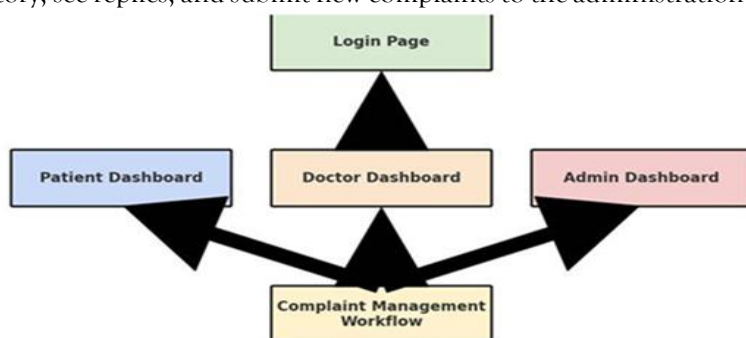 see replies, and submit new complaints to the administration
Login Page
Patient Dashboard
Doctor Dashboard
Admin Dashboard
Complaint Management
Workflow